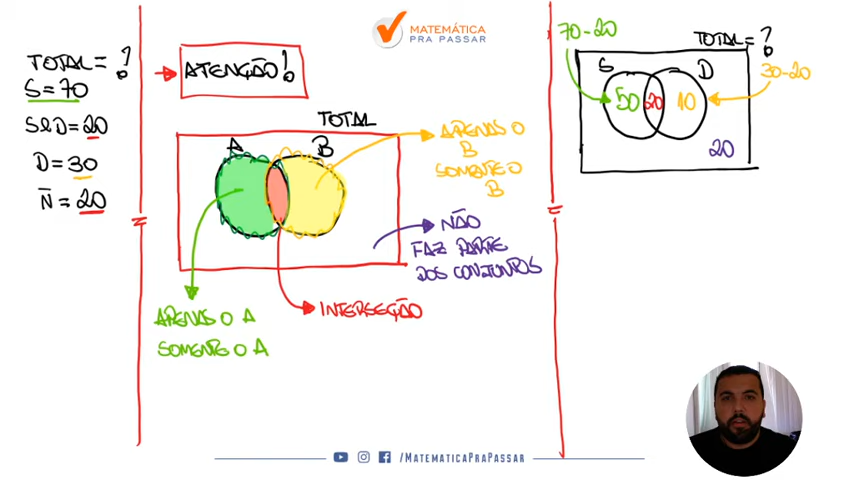 MATEMÁTICA
PRA PASSAR
TOTAL = ?
S = 70
S e D = 20
D = 30
N̄ = 20
ATENÇÃO!
TOTAL
A
B
APENAS O
B
SOMENTE O
B
NÃO
FAZ PARTE
DOS CONJUNTOS
INTERSEÇÃO
APENAS O A
SOMENTE O A
70-20
TOTAL = ?
S
D
30-20
50
20
10
20
/MATEMATICAPRAPASSAR